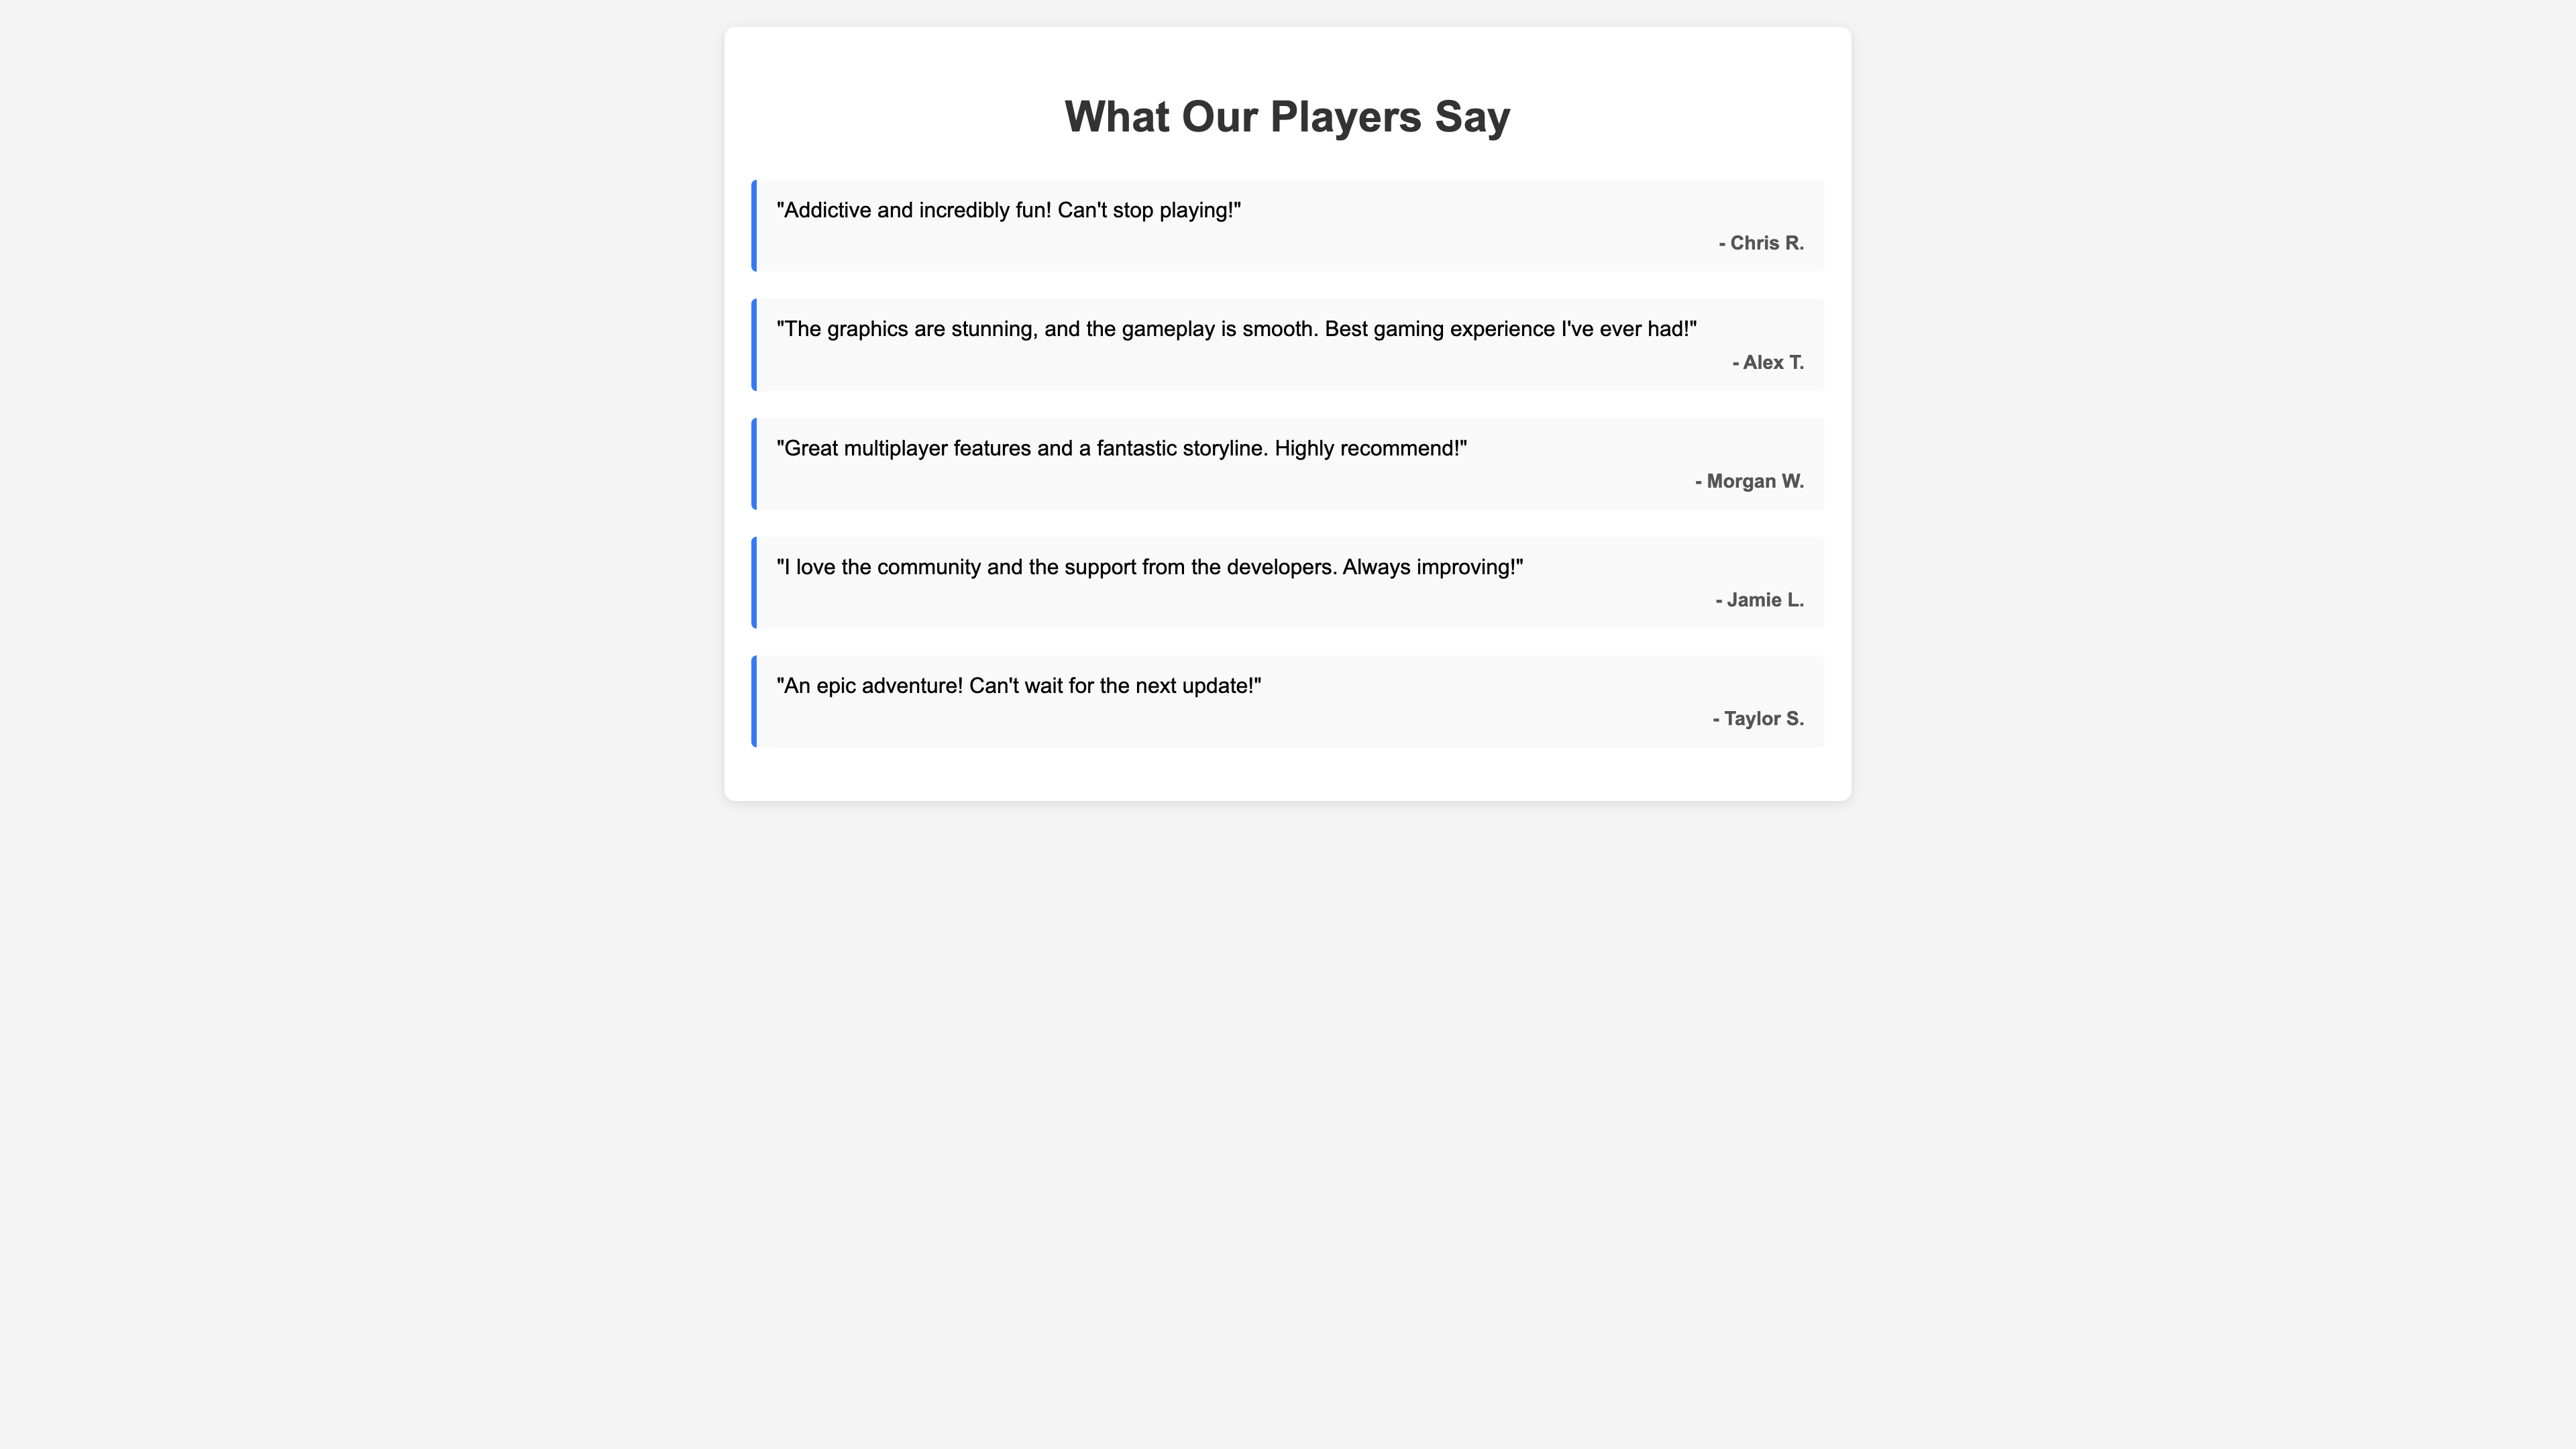 What Our Players Say
"Addictive and incredibly fun! Can't stop playing!"
- Chris R.
"The graphics are stunning, and the gameplay is smooth. Best gaming experience I've ever had!"
- Alex T.
"Great multiplayer features and a fantastic storyline. Highly recommend!"
- Morgan W.
"I love the community and the support from the developers. Always improving!"
- Jamie L.
"An epic adventure! Can't wait for the next update!"
- Taylor S.